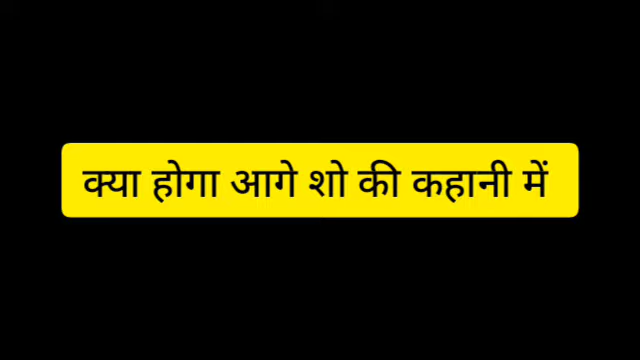 क्या होगा आगे शो की कहानी में